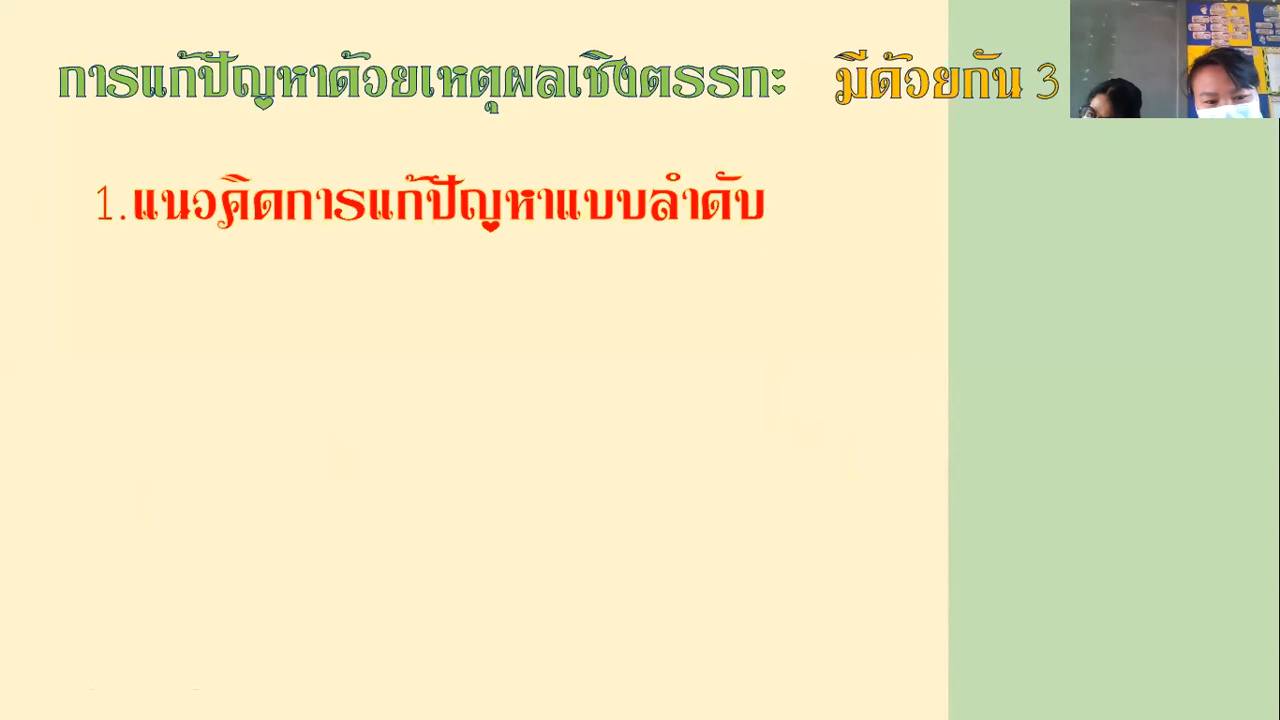 การแก้ปัญหาด้วยเหตุผลเชิงตรรกะ มีด้วยกัน 3
1.แนวคิดการแก้ปัญหาแบบลำดับ